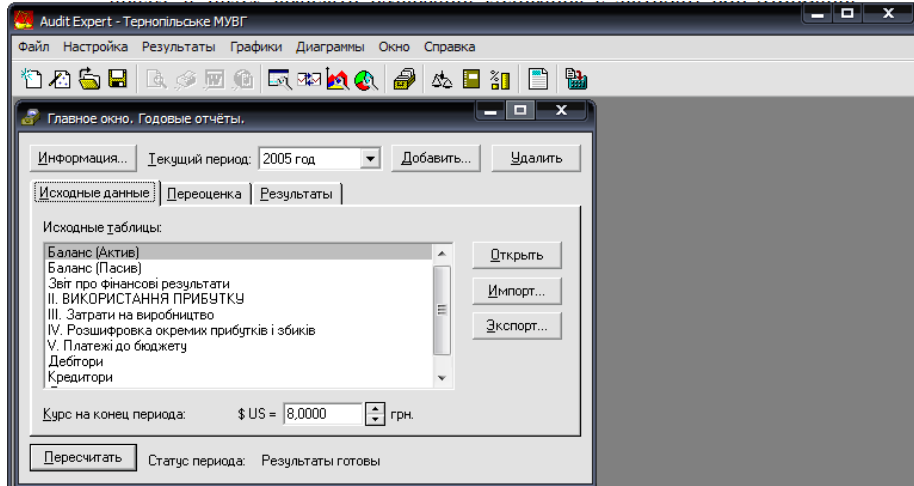 Audit Expert - Тернопільське МУВГ
Файл Настройка Результаты Графики Диаграммы Окно Справка
Главное окно. Годовые отчёты.
Информация... Текущий период: 2005 год Добавить... Удалить
Исходные данные Переоценка Результаты
Исходные таблицы:
Баланс (Актив)
Баланс (Пасив)
Звіт про фінансові результати
II. ВИКОРИСТАННЯ ПРИБУТКУ
III. Затрати на виробництво
IV. Розшифровка окремих прибутків і збиків
V. Платежі до бюджету
Дебітори
Кредитори
Открыть
Импорт...
Экспорт...
Курс на конец периода: $ US = 8,0000 грн.
Пересчитать Статус периода: Результаты готовы